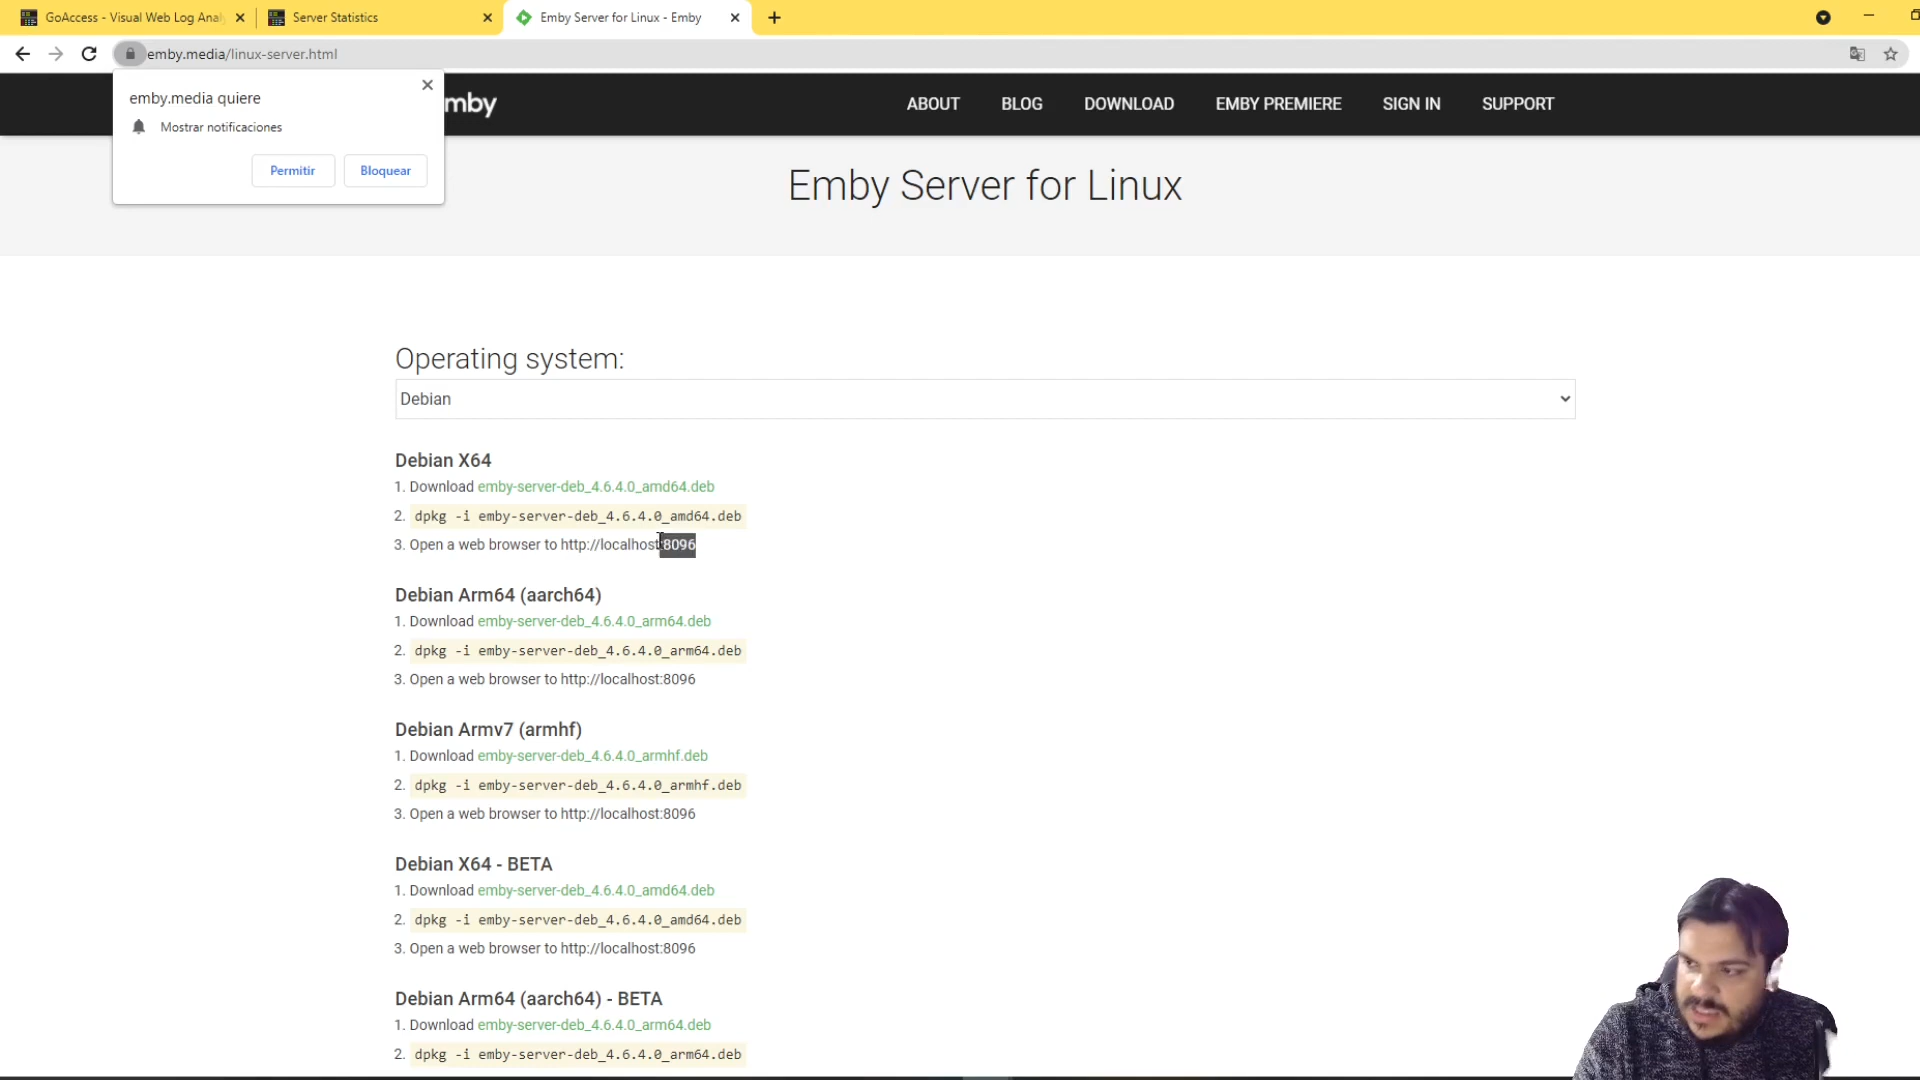 GoAccess - Visual Web Log Anal
Server Statistics
Emby Server for Linux - Emby
emby.media/linux-server.html
emby.media quiere
Mostrar notificaciones
Permitir
Bloquear
mby
ABOUT
BLOG
DOWNLOAD
EMBY PREMIERE
SIGN IN
SUPPORT
Emby Server for Linux
Operating system:
Debian
Debian X64
1. Download emby-server-deb_4.6.4.0_amd64.deb
2. dpkg -i emby-server-deb_4.6.4.0_amd64.deb
3. Open a web browser to http://localhost:8096
Debian Arm64 (aarch64)
1. Download emby-server-deb_4.6.4.0_arm64.deb
2. dpkg -i emby-server-deb_4.6.4.0_arm64.deb
3. Open a web browser to http://localhost:8096
Debian Armv7 (armhf)
1. Download emby-server-deb_4.6.4.0_armhf.deb
2. dpkg -i emby-server-deb_4.6.4.0_armhf.deb
3. Open a web browser to http://localhost:8096
Debian X64 - BETA
1. Download emby-server-deb_4.6.4.0_amd64.deb
2. dpkg -i emby-server-deb_4.6.4.0_amd64.deb
3. Open a web browser to http://localhost:8096
Debian Arm64 (aarch64) - BETA
1. Download emby-server-deb_4.6.4.0_arm64.deb
2. dpkg -i emby-server-deb_4.6.4.0_arm64.deb